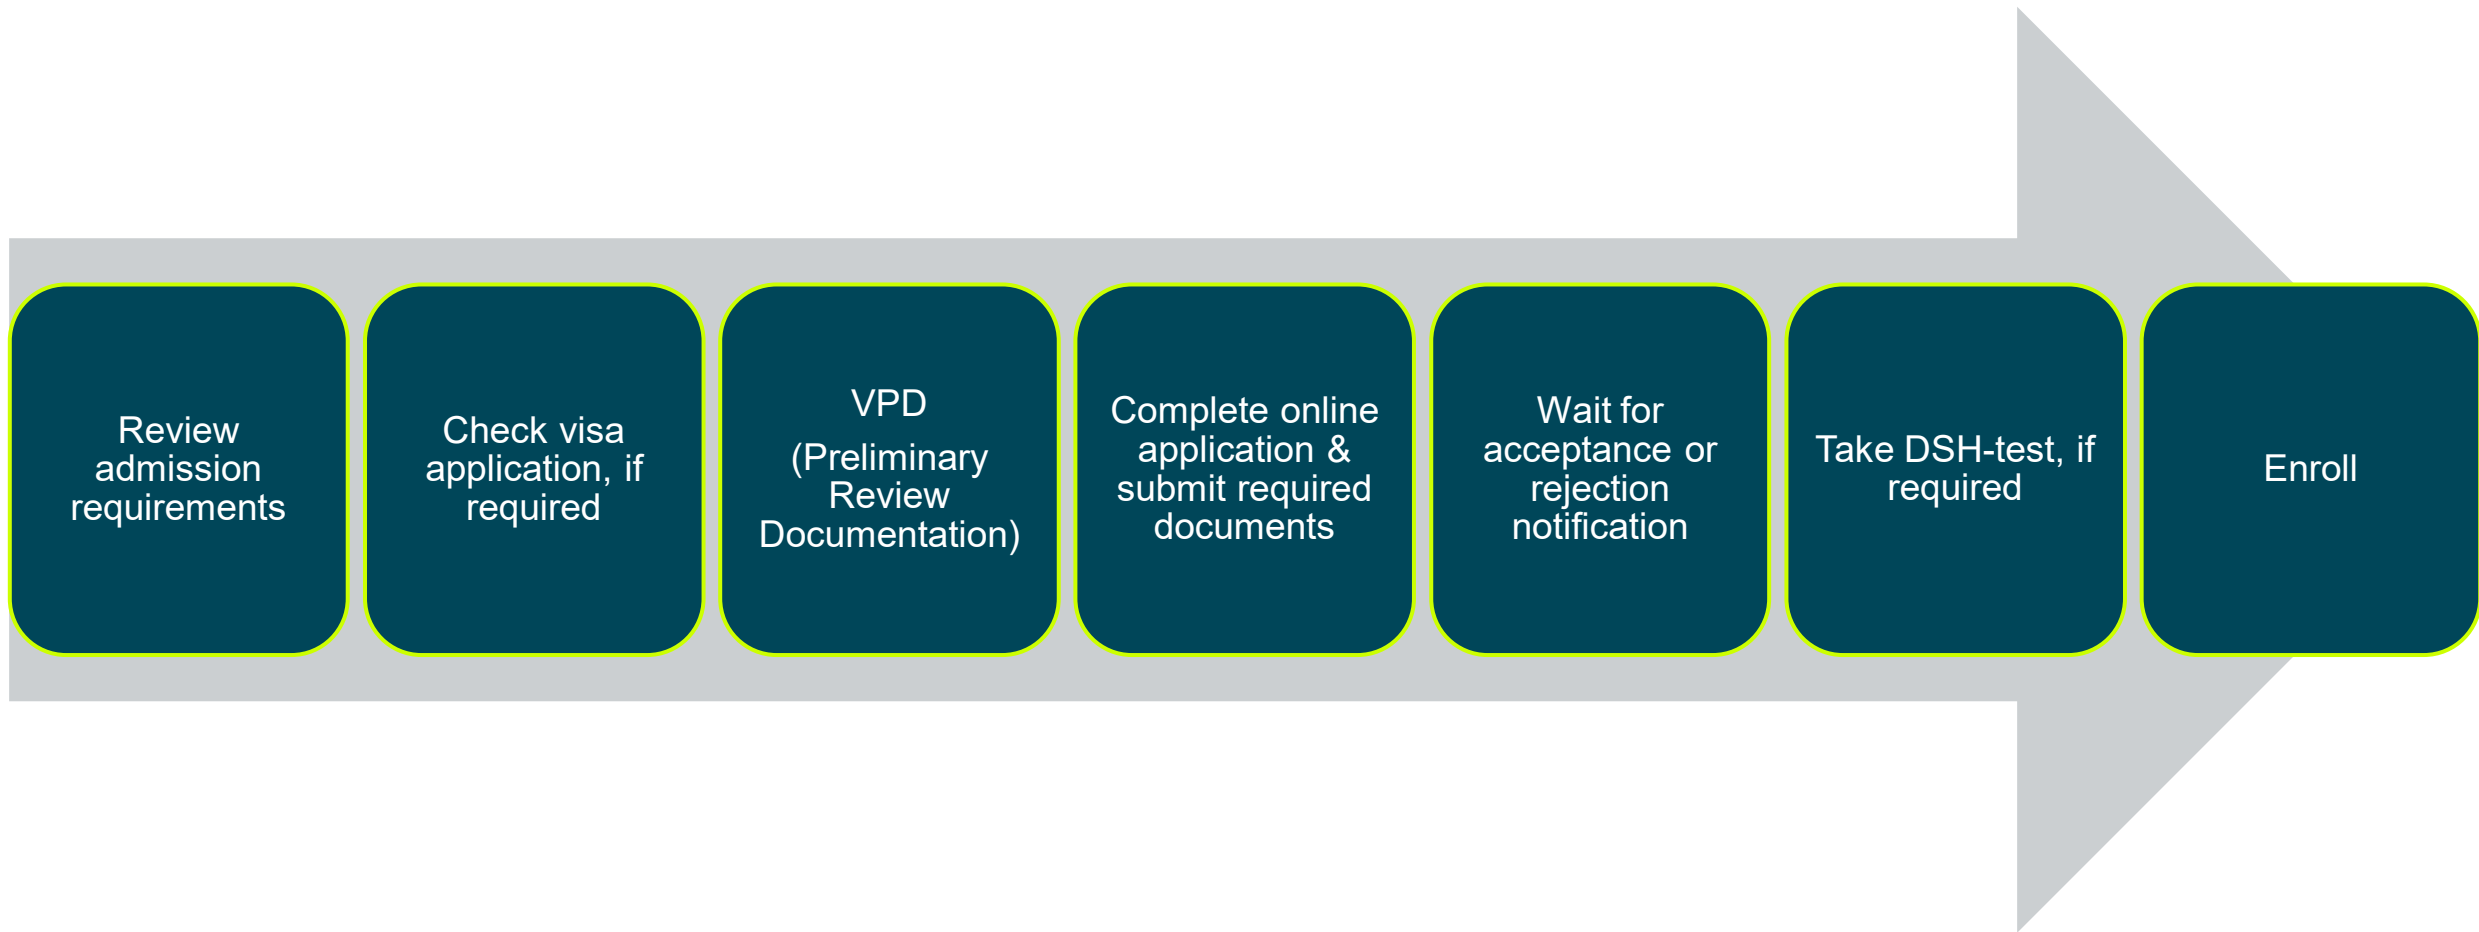 Review
admission
requirements
Check visa
application, if
required
VPD
(Preliminary
Review
Documentation)
Complete online
application &
submit required
documents
Wait for
acceptance or
rejection
notification
Take DSH-test, if
required
Enroll